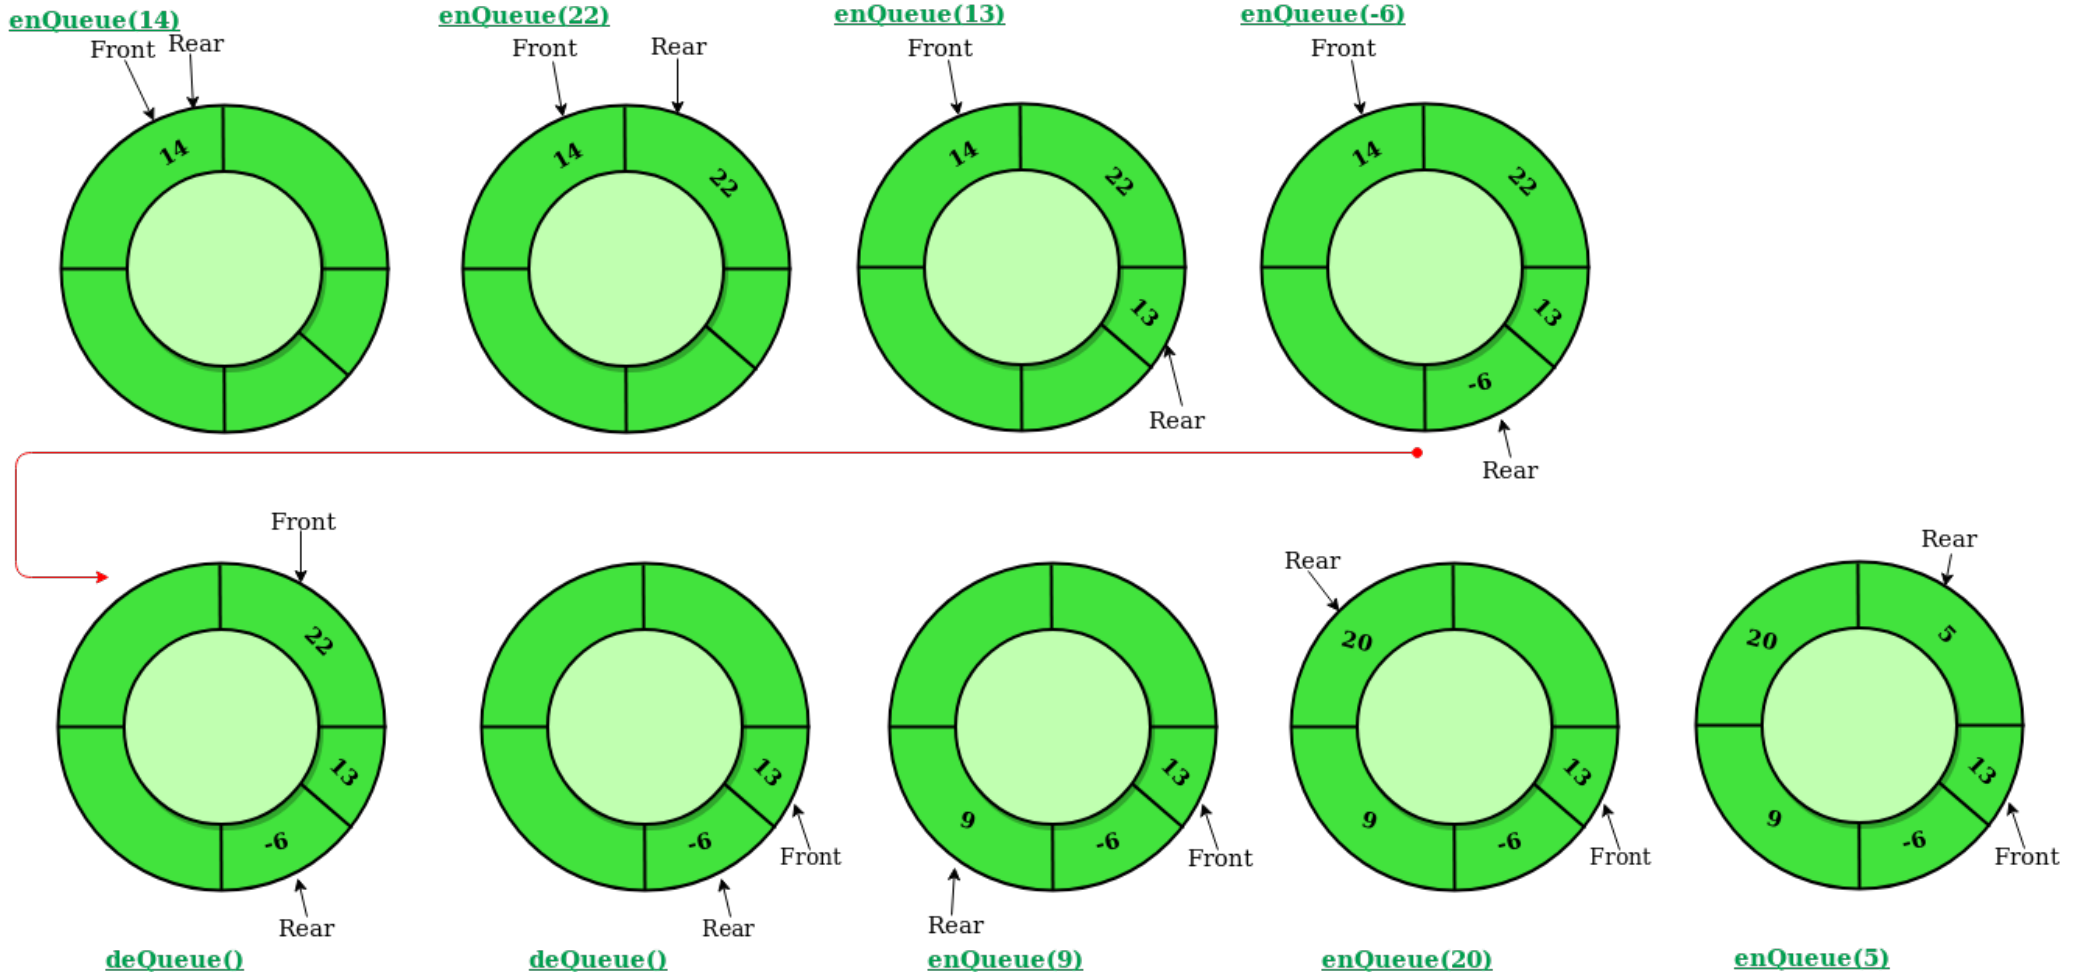 enQueue(14)
Front Rear
14
enQueue(22)
Front Rear
14 22
enQueue(13)
Front
14 22
13
Rear
enQueue(-6)
Front
14 22
13
-6
Rear
Front
22
13
-6
Rear
deQueue()
13
-6
Front
Rear
deQueue()
13
9 -6
Front
Rear
enQueue(9)
Rear
20
13
9 -6
Front
enQueue(20)
Rear
20 5
13
9 -6
Front
enQueue(5)